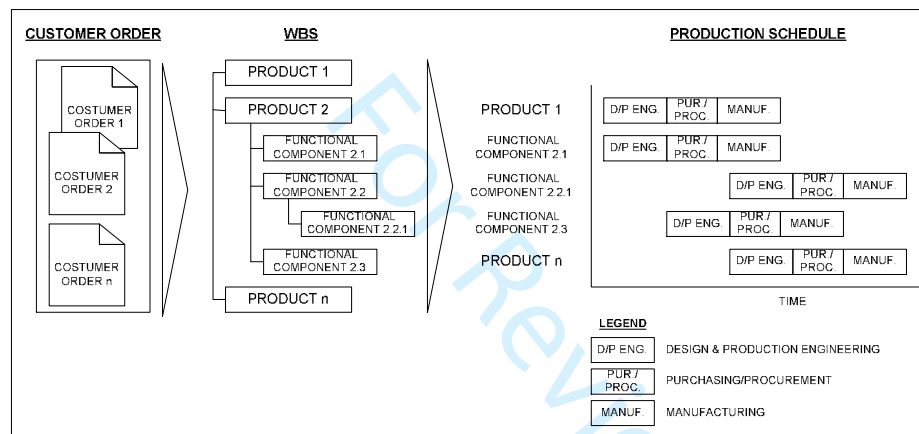 CUSTOMER ORDER
WBS
PRODUCTION SCHEDULE
COSTUMER
ORDER 1
COSTUMER
ORDER 2
COSTUMER
ORDER n
PRODUCT 1
PRODUCT 2
FUNCTIONAL
COMPONENT 2.1
FUNCTIONAL
COMPONENT 2.2
FUNCTIONAL
COMPONENT 2.2.1
FUNCTIONAL
COMPONENT 2.3
PRODUCT n
PRODUCT 1
FUNCTIONAL
COMPONENT 2.1
FUNCTIONAL
COMPONENT 2.2.1
FUNCTIONAL
COMPONENT 2.3
PRODUCT n
D/P ENG.
PUR./
PROC.
MANUF.
D/P ENG.
PUR./
PROC.
MANUF.
D/P ENG.
PUR./
PROC.
MANUF.
D/P ENG.
PUR./
PROC.
MANUF.
D/P ENG.
PUR./
PROC.
MANUF.
TIME
LEGEND
D/P ENG.
DESIGN & PRODUCTION ENGINEERING
PUR./
PROC.
PURCHASING/PROCUREMENT
MANUF.
MANUFACTURING
For Revie